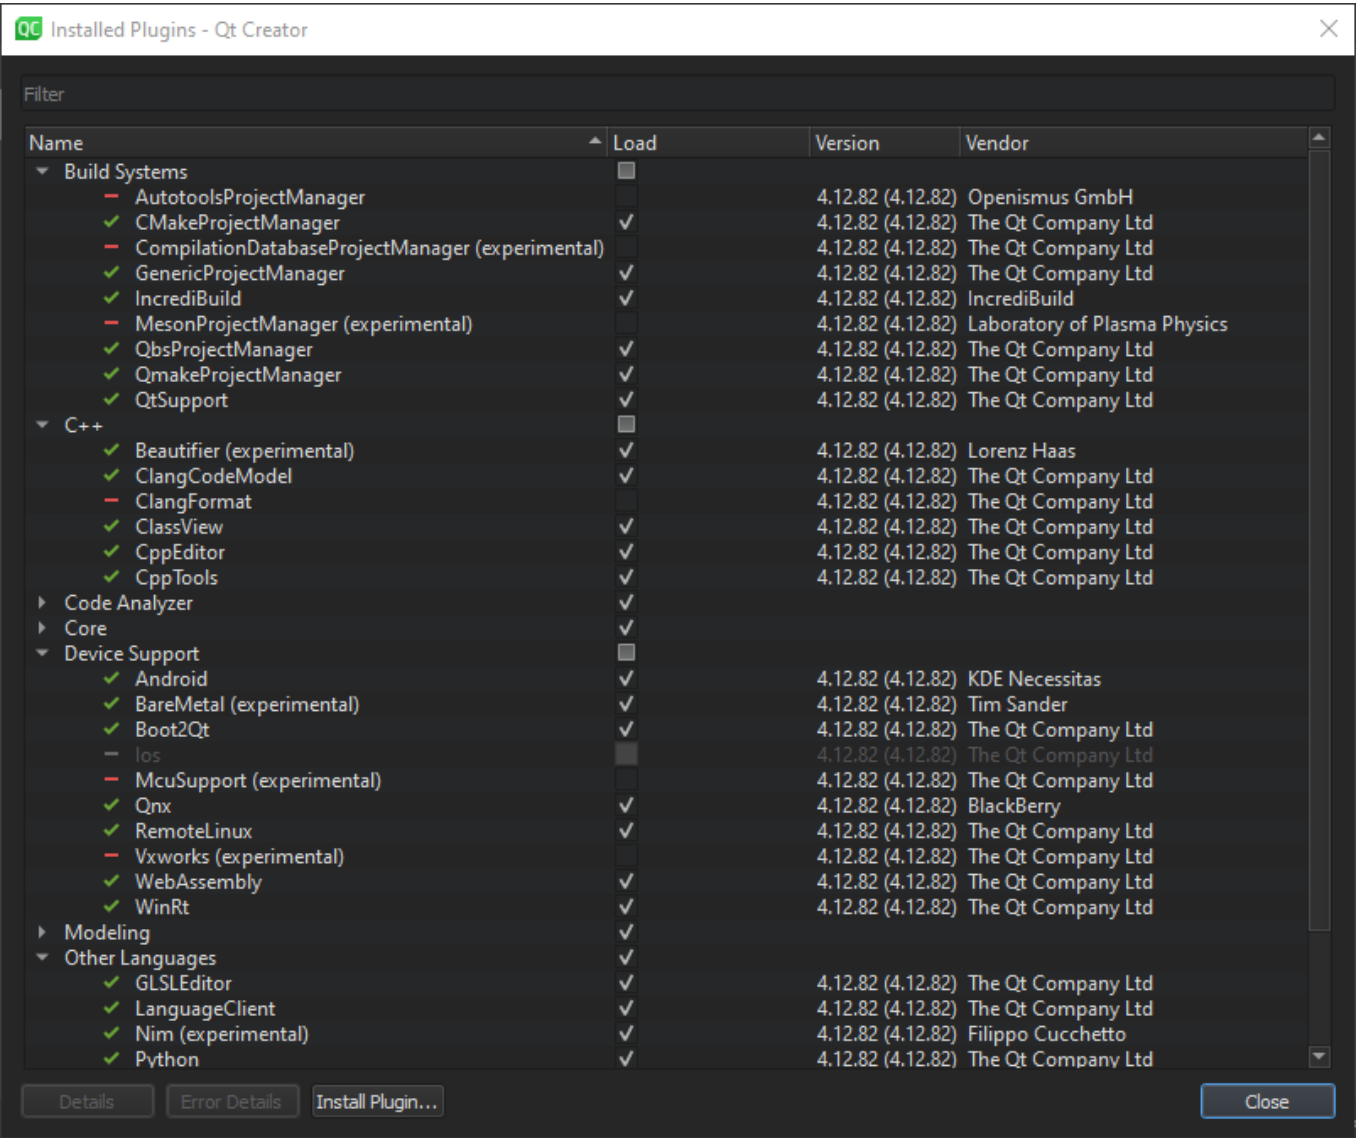 QC Installed Plugins - Qt Creator
Filter
Name Load Version Vendor
Build Systems
AutotoolsProjectManager 4.12.82 (4.12.82) Openismus GmbH
CMakeProjectManager 4.12.82 (4.12.82) The Qt Company Ltd
CompilationDatabaseProjectManager (experimental) 4.12.82 (4.12.82) The Qt Company Ltd
GenericProjectManager 4.12.82 (4.12.82) The Qt Company Ltd
IncrediBuild 4.12.82 (4.12.82) IncrediBuild
MesonProjectManager (experimental) 4.12.82 (4.12.82) Laboratory of Plasma Physics
QbsProjectManager 4.12.82 (4.12.82) The Qt Company Ltd
QmakeProjectManager 4.12.82 (4.12.82) The Qt Company Ltd
QtSupport 4.12.82 (4.12.82) The Qt Company Ltd
C++
Beautifier (experimental) 4.12.82 (4.12.82) Lorenz Haas
ClangCodeModel 4.12.82 (4.12.82) The Qt Company Ltd
ClangFormat 4.12.82 (4.12.82) The Qt Company Ltd
ClassView 4.12.82 (4.12.82) The Qt Company Ltd
CppEditor 4.12.82 (4.12.82) The Qt Company Ltd
CppTools 4.12.82 (4.12.82) The Qt Company Ltd
Code Analyzer
Core
Device Support
Android 4.12.82 (4.12.82) KDE Necessitas
BareMetal (experimental) 4.12.82 (4.12.82) Tim Sander
Boot2Qt 4.12.82 (4.12.82) The Qt Company Ltd
Ios 4.12.82 (4.12.82) The Qt Company Ltd
McuSupport (experimental) 4.12.82 (4.12.82) The Qt Company Ltd
Qnx 4.12.82 (4.12.82) BlackBerry
RemoteLinux 4.12.82 (4.12.82) The Qt Company Ltd
Vxworks (experimental) 4.12.82 (4.12.82) The Qt Company Ltd
WebAssembly 4.12.82 (4.12.82) The Qt Company Ltd
WinRt 4.12.82 (4.12.82) The Qt Company Ltd
Modeling
Other Languages
GLSLEditor 4.12.82 (4.12.82) The Qt Company Ltd
LanguageClient 4.12.82 (4.12.82) The Qt Company Ltd
Nim (experimental) 4.12.82 (4.12.82) Filippo Cucchetto
Python 4.12.82 (4.12.82) The Qt Company Ltd
Details Error Details Install Plugin... Close